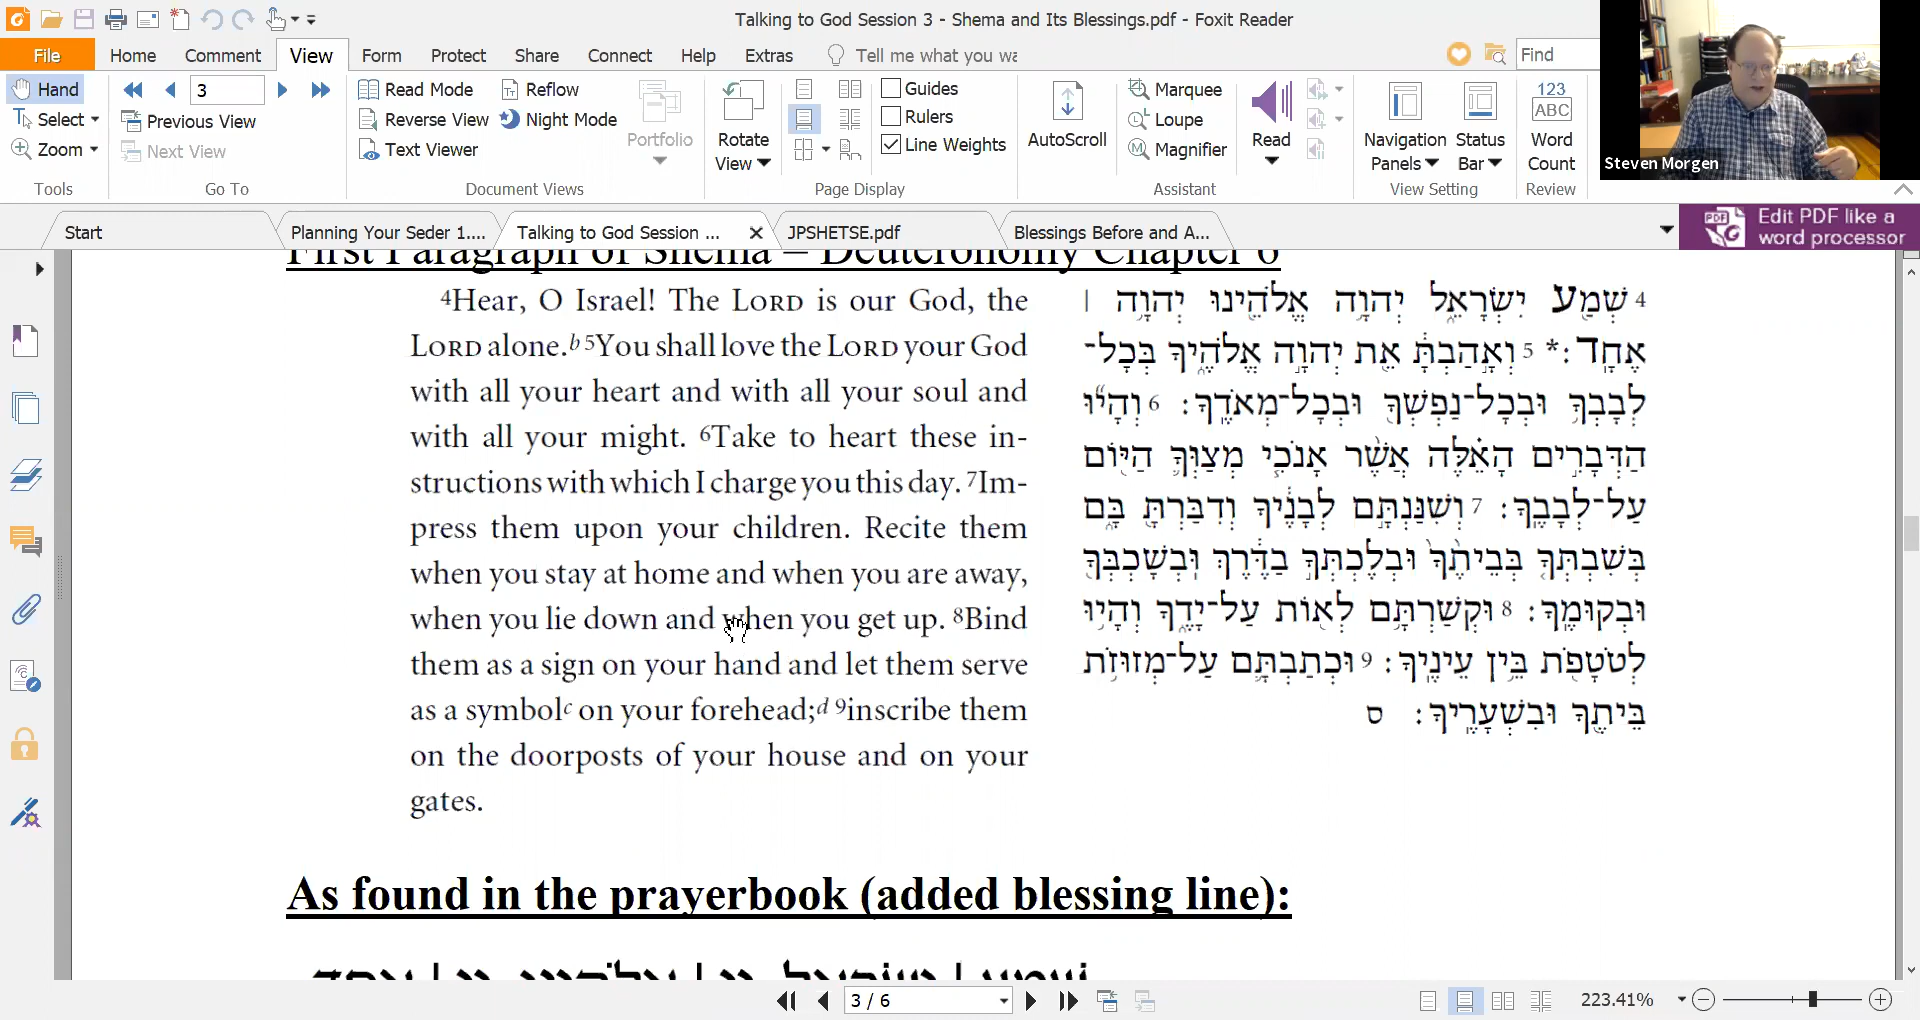 Talking to God Session 3 - Shema and Its Blessings.pdf - Foxit Reader
File Home Comment View Form Protect Organize Share Connect Help Extras Tell me what you wa Find
Hand 3 Read Mode Reflow Guides Marquee
Select Previous View Reverse View Night Mode Rulers Loupe
Zoom Next View Text Viewer Line Weights Magnifier
Portfolio Rotate View AutoScroll Read Navigation Panels Status Bar 123 ABC Word Count
Tools Go To Document Views Page Display Assistant View Setting Review
Steven Morgen
Start Planning Your Seder 1.... Talking to God Session ... JPSHETSE.pdf Blessings Before and A...
PDF Edit PDF like a
word processor
First Paragraph of Shema – Deuteronomy Chapter 6
4Hear, O Israel! The LORD is our God, the
LORD alone.b 5You shall love the LORD your God
with all your heart and with all your soul and
with all your might. 6Take to heart these in-
structions with which I charge you this day. 7Im-
press them upon your children. Recite them
when you stay at home and when you are away,
when you lie down and when you get up. 8Bind
them as a sign on your hand and let them serve
as a symbolc on your forehead;d 9inscribe them
on the doorposts of your house and on your
gates.
4 שְׁמַ֖ע יִשְׂרָאֵ֑ל יְהוָ֥ה אֱלֹהֵ֖ינוּ יְהוָ֥ה ׀
אֶחָֽד׃* 5 וְאָ֣הַבְתָּ֔ אֵ֖ת יְהוָ֣ה אֱלֹהֶ֑יךָ בְּכָל־
לְבָבְךָ֥ וּבְכָל־נַפְשְׁךָ֖ וּבְכָל־מְאֹדֶֽךָ׃ 6 וְהָי֞וּ
הַדְּבָרִ֣ים הָאֵ֗לֶּה אֲשֶׁ֨ר אָנֹכִ֧י מְצַוְּךָ֛ הַיּ֖וֹם
עַל־לְבָבֶֽךָ׃ 7 וְשִׁנַּנְתָּ֣ם לְבָנֶ֔יךָ וְדִבַּרְתָּ֖ בָּ֑ם
בְּשִׁבְתְּךָ֤ בְּבֵיתֶ֙ךָ֙ וּבְלֶכְתְּךָ֣ בַדֶּ֔רֶךְ וּֽבְשָׁכְבְּךָ֖
וּבְקוּמֶֽךָ׃ 8 וּקְשַׁרְתָּ֥ם לְא֖וֹת עַל־יָדֶ֑ךָ וְהָי֥וּ
לְטֹטָפֹ֖ת בֵּ֥ין עֵינֶֽיךָ׃ 9 וּכְתַבְתָּ֛ם עַל־מְזוּזֹ֥ת
בֵּיתֶ֖ךָ וּבִשְׁעָרֶֽיךָ׃ ס
As found in the prayerbook (added blessing line):
3 / 6 223.41%